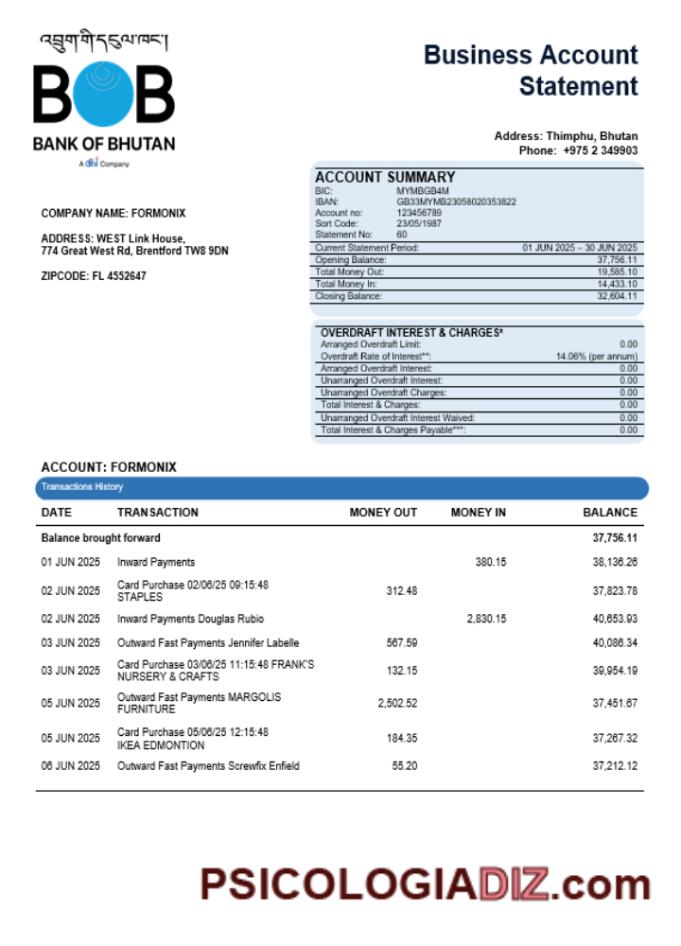 འབྲུག་གི་དངུལ་ཁང་།
BOB
BANK OF BHUTAN
A dhi Company
Business Account
Statement
Address: Thimphu, Bhutan
Phone: +975 2 349903
ACCOUNT SUMMARY
BIC: MYMBGB4M
IBAN: GB33MYMB23058020353822
Account no: 123456789
Sort Code: 23/05/1987
Statement No: 60
Current Statement Period: 01 JUN 2025 – 30 JUN 2025
Opening Balance: 37,756.11
Total Money Out: 19,585.10
Total Money In: 14,433.10
Closing Balance: 32,604.11
COMPANY NAME: FORMONIX
ADDRESS: WEST Link House,
774 Great West Rd, Brentford TW8 9DN
ZIPCODE: FL 4552647
OVERDRAFT INTEREST & CHARGES*
Arranged Overdraft Limit: 0.00
Overdraft Rate of Interest**: 14.06% (per annum)
Arranged Overdraft Interest: 0.00
Unarranged Overdraft Interest: 0.00
Unarranged Overdraft Charges: 0.00
Total Interest & Charges: 0.00
Unarranged Overdraft Interest Waived: 0.00
Total Interest & Charges Payable***: 0.00
ACCOUNT: FORMONIX
Transactions History
DATE TRANSACTION MONEY OUT MONEY IN BALANCE
Balance brought forward 37,756.11
01 JUN 2025 Inward Payments 380.15 38,136.26
02 JUN 2025 Card Purchase 02/06/25 09:15:48 312.48 37,823.78
STAPLES
02 JUN 2025 Inward Payments Douglas Rubio 2,830.15 40,653.93
03 JUN 2025 Outward Fast Payments Jennifer Labelle 567.59 40,086.34
03 JUN 2025 Card Purchase 03/06/25 11:15:48 FRANK'S 132.15 39,954.19
NURSERY & CRAFTS
05 JUN 2025 Outward Fast Payments MARGOLIS 2,502.52 37,451.67
FURNITURE
05 JUN 2025 Card Purchase 05/06/25 12:15:48 184.35 37,267.32
IKEA EDMONTION
06 JUN 2025 Outward Fast Payments Screwfix Enfield 55.20 37,212.12
PSICOLOGIADIZ.com